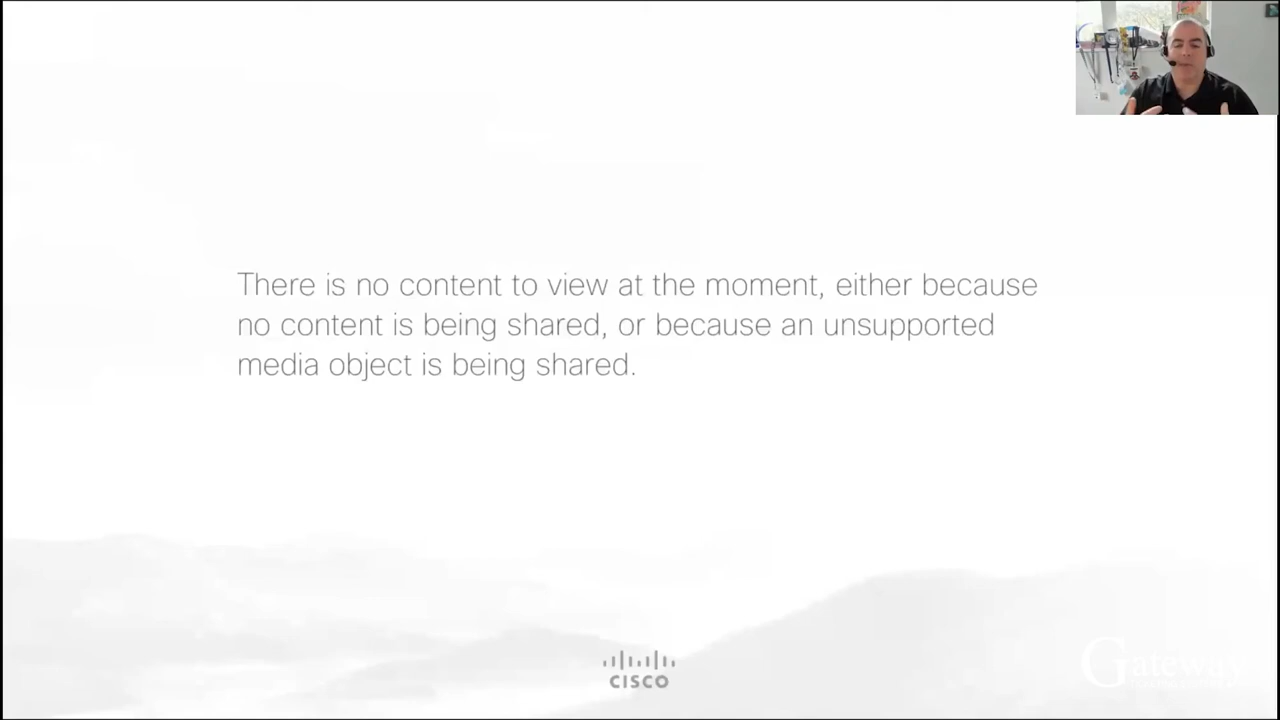 There is no content to view at the moment, either because
no content is being shared, or because an unsupported
media object is being shared.
CISCO
Gateway